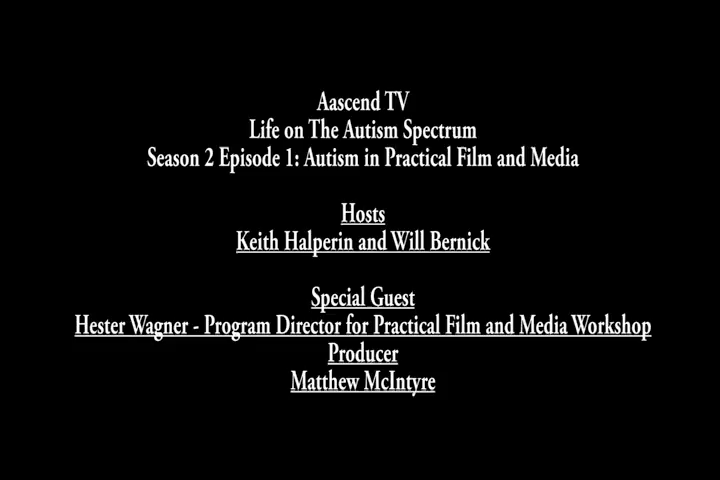 Aascend TV
Life on The Autism Spectrum
Season 2 Episode 1: Autism in Practical Film and Media
Hosts
Keith Halperin and Will Bernick
Special Guest
Hester Wagner - Program Director for Practical Film and Media Workshop
Producer
Matthew McIntyre